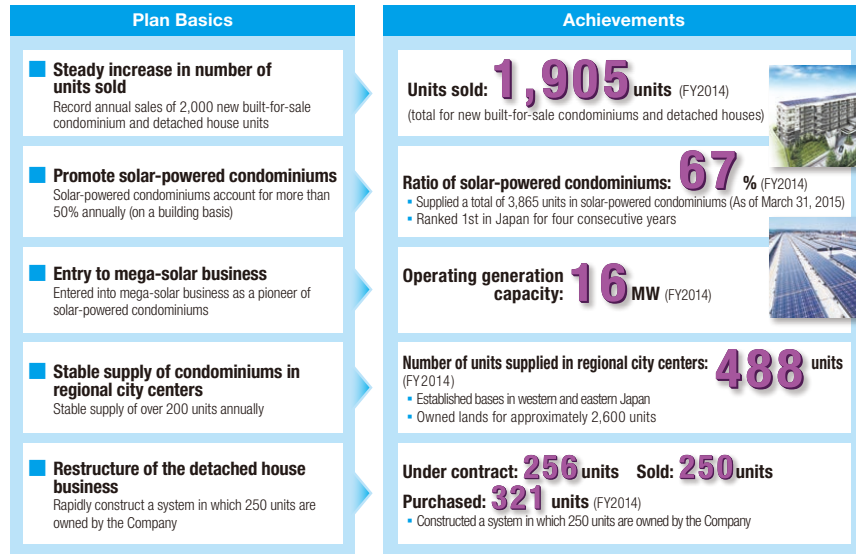 Plan Basics
Achievements
Steady increase in number of
units sold
Record annual sales of 2,000 new built-for-sale
condominium and detached house units
Units sold: 1,905 units (FY2014)
(total for new built-for-sale condominiums and detached houses)
Promote solar-powered condominiums
Solar-powered condominiums account for more than
50% annually (on a building basis)
Ratio of solar-powered condominiums: 67 % (FY2014)
▪ Supplied a total of 3,865 units in solar-powered condominiums (As of March 31, 2015)
▪ Ranked 1st in Japan for four consecutive years
Entry to mega-solar business
Entered into mega-solar business as a pioneer of
solar-powered condominiums
Operating generation
capacity: 16 MW (FY2014)
Stable supply of condominiums in
regional city centers
Stable supply of over 200 units annually
Number of units supplied in regional city centers: 488 units
(FY2014)
▪ Established bases in western and eastern Japan
▪ Owned lands for approximately 2,600 units
Restructure of the detached house
business
Rapidly construct a system in which 250 units are
owned by the Company
Under contract: 256 units Sold: 250 units
Purchased: 321 units (FY2014)
▪ Constructed a system in which 250 units are owned by the Company